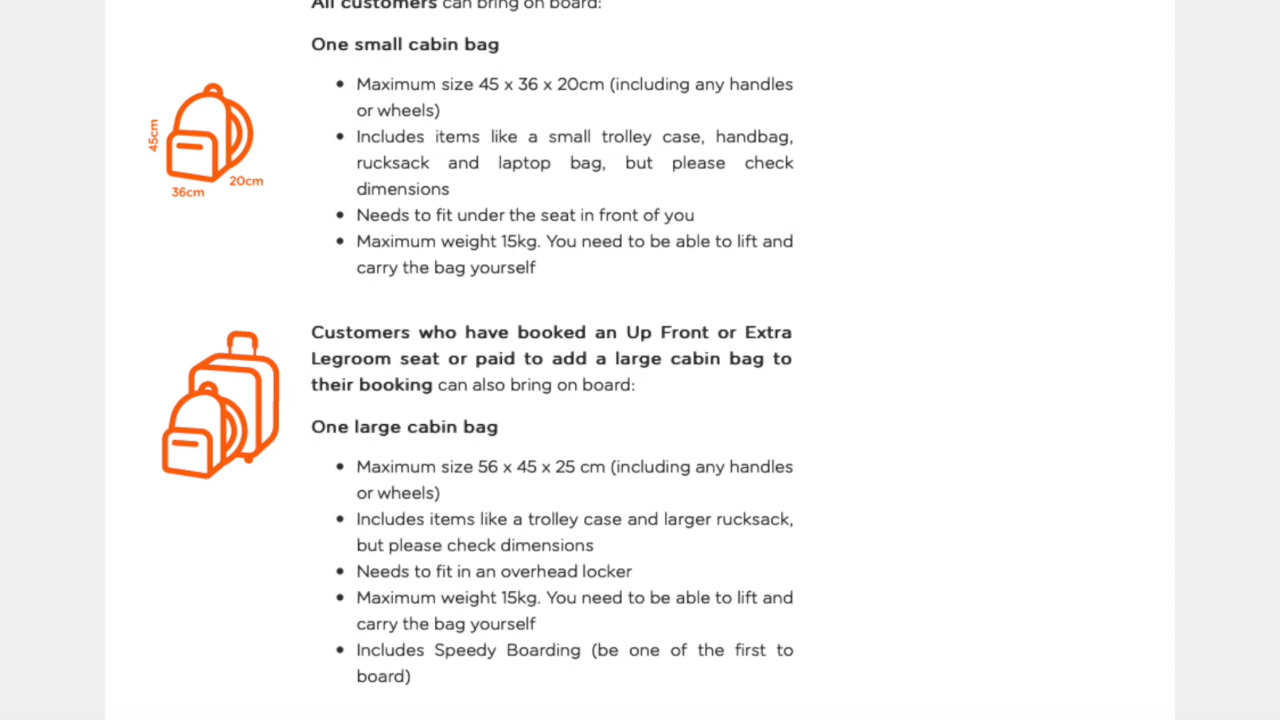 All customers can bring on board:
One small cabin bag
Maximum size 45 x 36 x 20cm (including any handles
or wheels)
Includes items like a small trolley case, handbag,
rucksack and laptop bag, but please check
dimensions
Needs to fit under the seat in front of you
Maximum weight 15kg. You need to be able to lift and
carry the bag yourself
45cm
36cm
20cm
Customers who have booked an Up Front or Extra
Legroom seat or paid to add a large cabin bag to
their booking can also bring on board:
One large cabin bag
Maximum size 56 x 45 x 25 cm (including any handles
or wheels)
Includes items like a trolley case and larger rucksack,
but please check dimensions
Needs to fit in an overhead locker
Maximum weight 15kg. You need to be able to lift and
carry the bag yourself
Includes Speedy Boarding (be one of the first to
board)